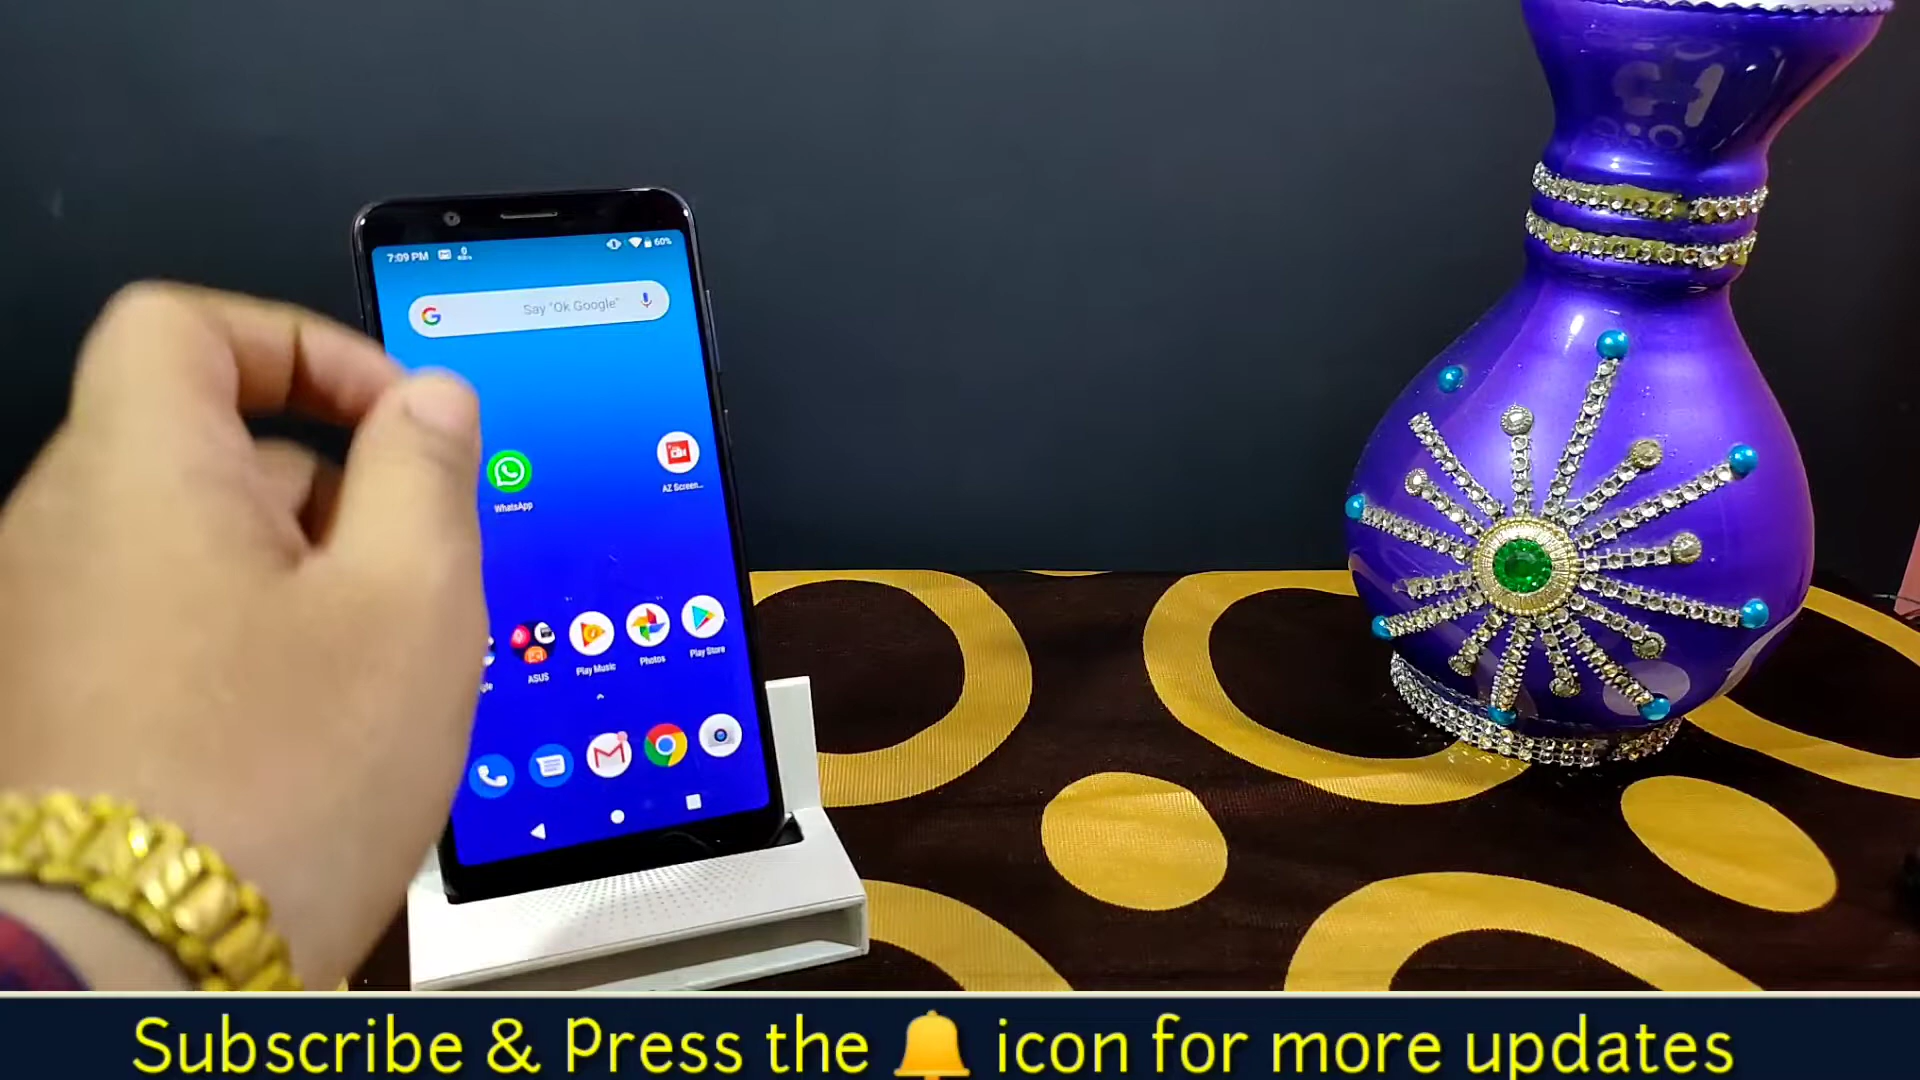 7:09 PM
60%
Say "Ok Google"
WhatsApp
AZ Screen...
gle
ASUS
Play Music
Photos
Play Store
Subscribe & Press the 🔔 icon for more updates